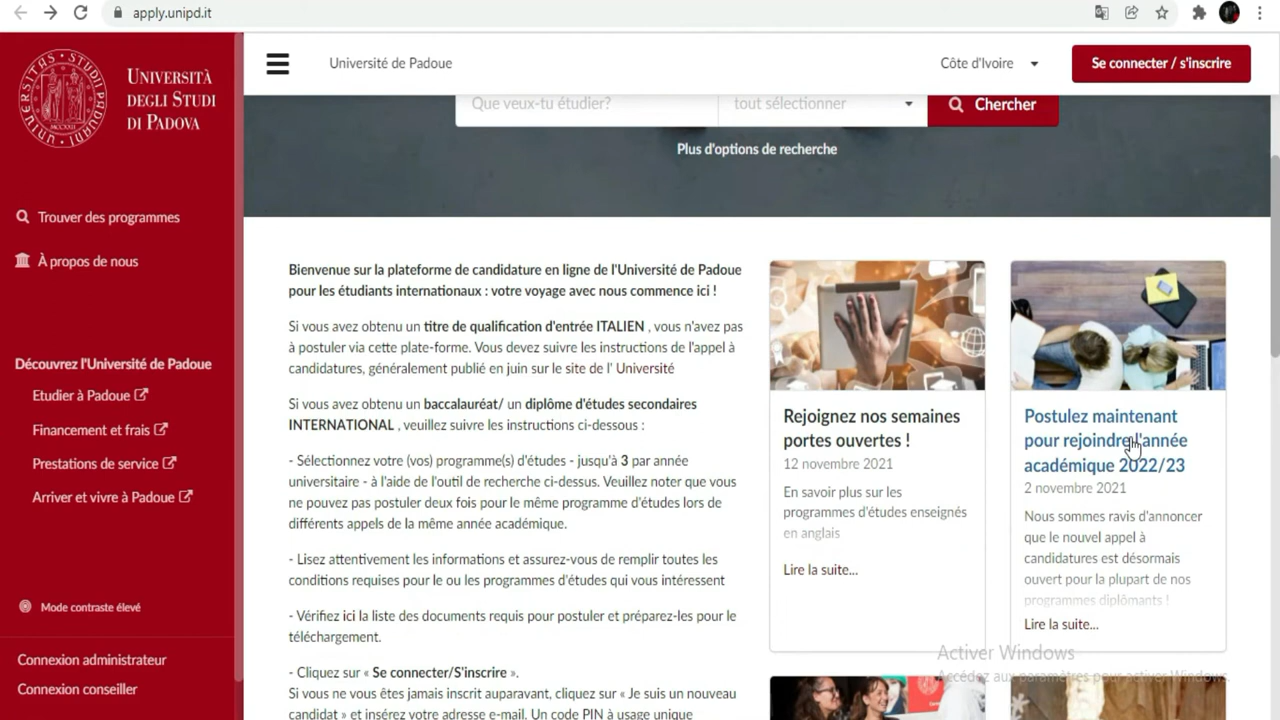 apply.unipd.it
UNIVERSITÀ
DEGLI STUDI
DI PADOVA
Trouver des programmes
À propos de nous
Découvrez l'Université de Padoue
Etudier à Padoue
Financement et frais
Prestations de service
Arriver et vivre à Padoue
Mode contraste élevé
Connexion administrateur
Connexion conseiller
Université de Padoue
Côte d'Ivoire
Se connecter / s'inscrire
Que veux-tu étudier?
tout sélectionner
Chercher
Plus d'options de recherche
Bienvenue sur la plateforme de candidature en ligne de l'Université de Padoue
pour les étudiants internationaux : votre voyage avec nous commence ici !
Si vous avez obtenu un titre de qualification d'entrée ITALIEN , vous n'avez pas
à postuler via cette plate-forme. Vous devez suivre les instructions de l'appel à
candidatures, généralement publié en juin sur le site de l' Université
Si vous avez obtenu un baccalauréat/ un diplôme d'études secondaires
INTERNATIONAL , veuillez suivre les instructions ci-dessous :
- Sélectionnez votre (vos) programme(s) d'études - jusqu'à 3 par année
universitaire - à l'aide de l'outil de recherche ci-dessus. Veuillez noter que vous
ne pouvez pas postuler deux fois pour le même programme d'études lors de
différents appels de la même année académique.
- Lisez attentivement les informations et assurez-vous de remplir toutes les
conditions requises pour le ou les programmes d'études qui vous intéressent
- Vérifiez ici la liste des documents requis pour postuler et préparez-les pour le
téléchargement.
- Cliquez sur « Se connecter/S'inscrire ».
Si vous ne vous êtes jamais inscrit auparavant, cliquez sur « Je suis un nouveau
candidat » et insérez votre adresse e-mail. Un code PIN à usage unique
Rejoignez nos semaines
portes ouvertes !
12 novembre 2021
En savoir plus sur les
programmes d'études enseignés
en anglais
Lire la suite...
Postulez maintenant
pour rejoindre l'année
académique 2022/23
2 novembre 2021
Nous sommes ravis d'annoncer
que le nouvel appel à
candidatures est désormais
ouvert pour la plupart de nos
programmes diplômants !
Lire la suite...
Activer Windows
Accédez aux paramètres pour activer Windows.